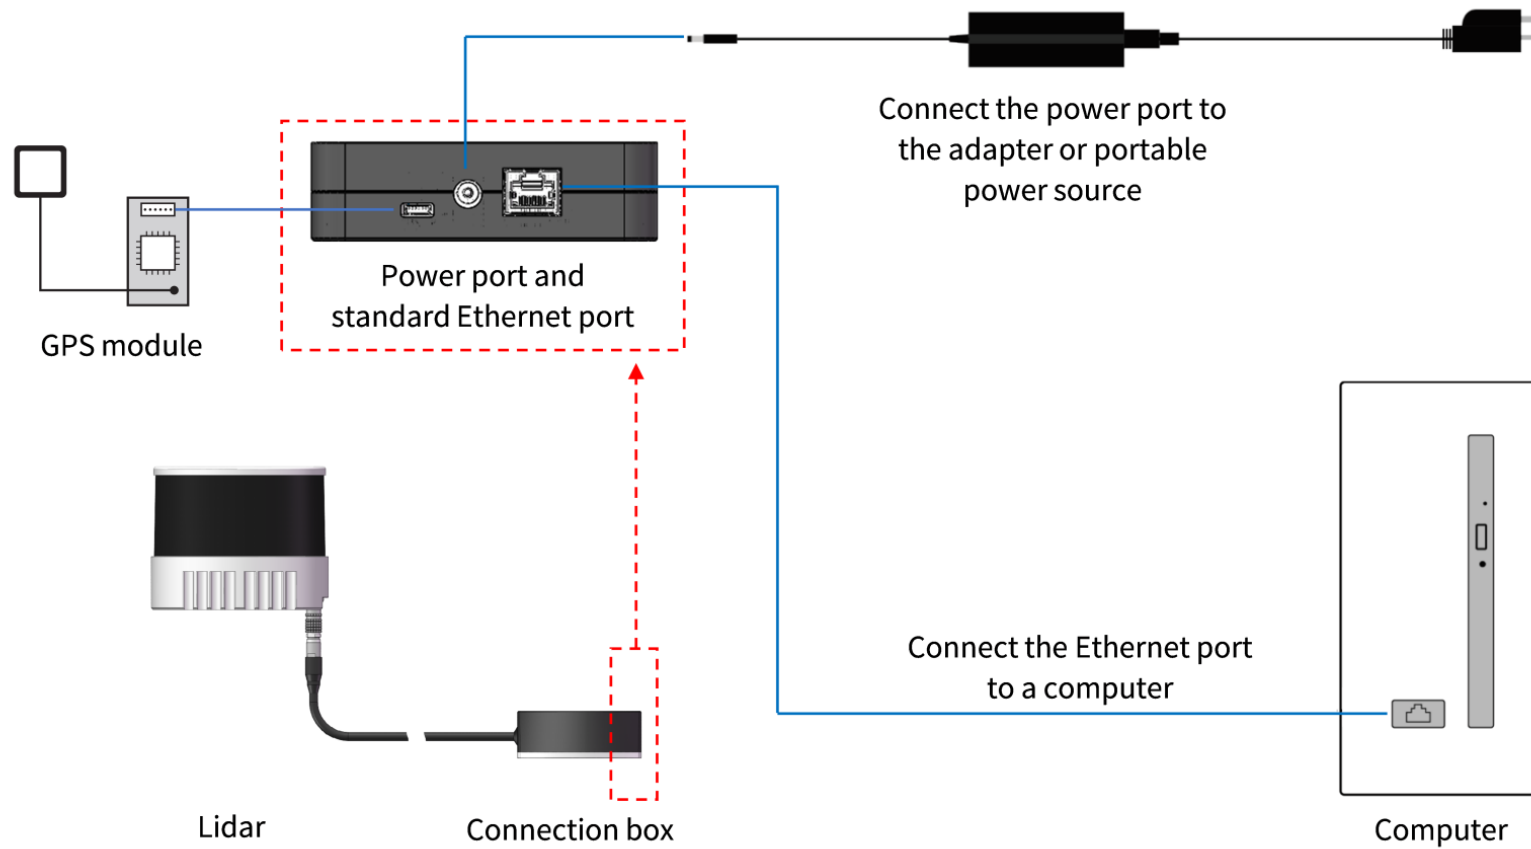 Connect the power port to
the adapter or portable
power source
Power port and
standard Ethernet port
GPS module
Connect the Ethernet port
to a computer
Lidar
Connection box
Computer